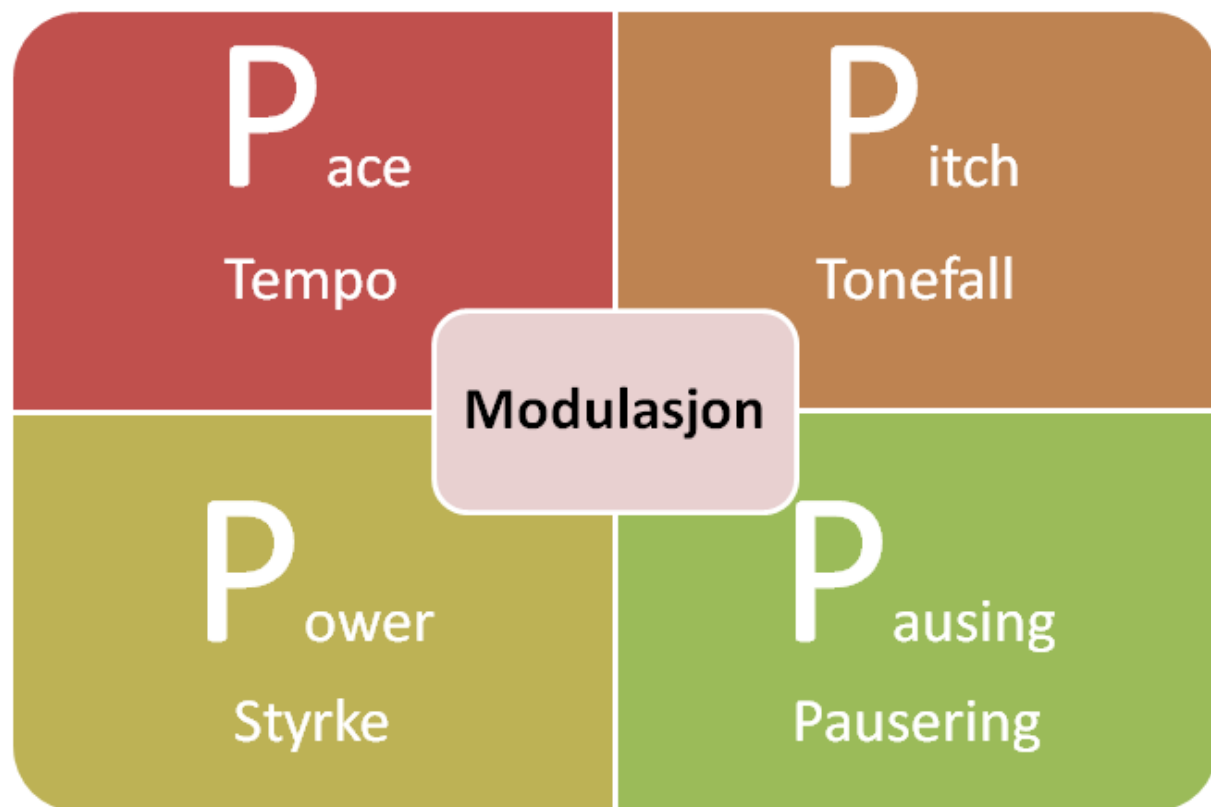 Pace
Tempo
Pitch
Tonefall
Modulasjon
Power
Styrke
Pausing
Pausering